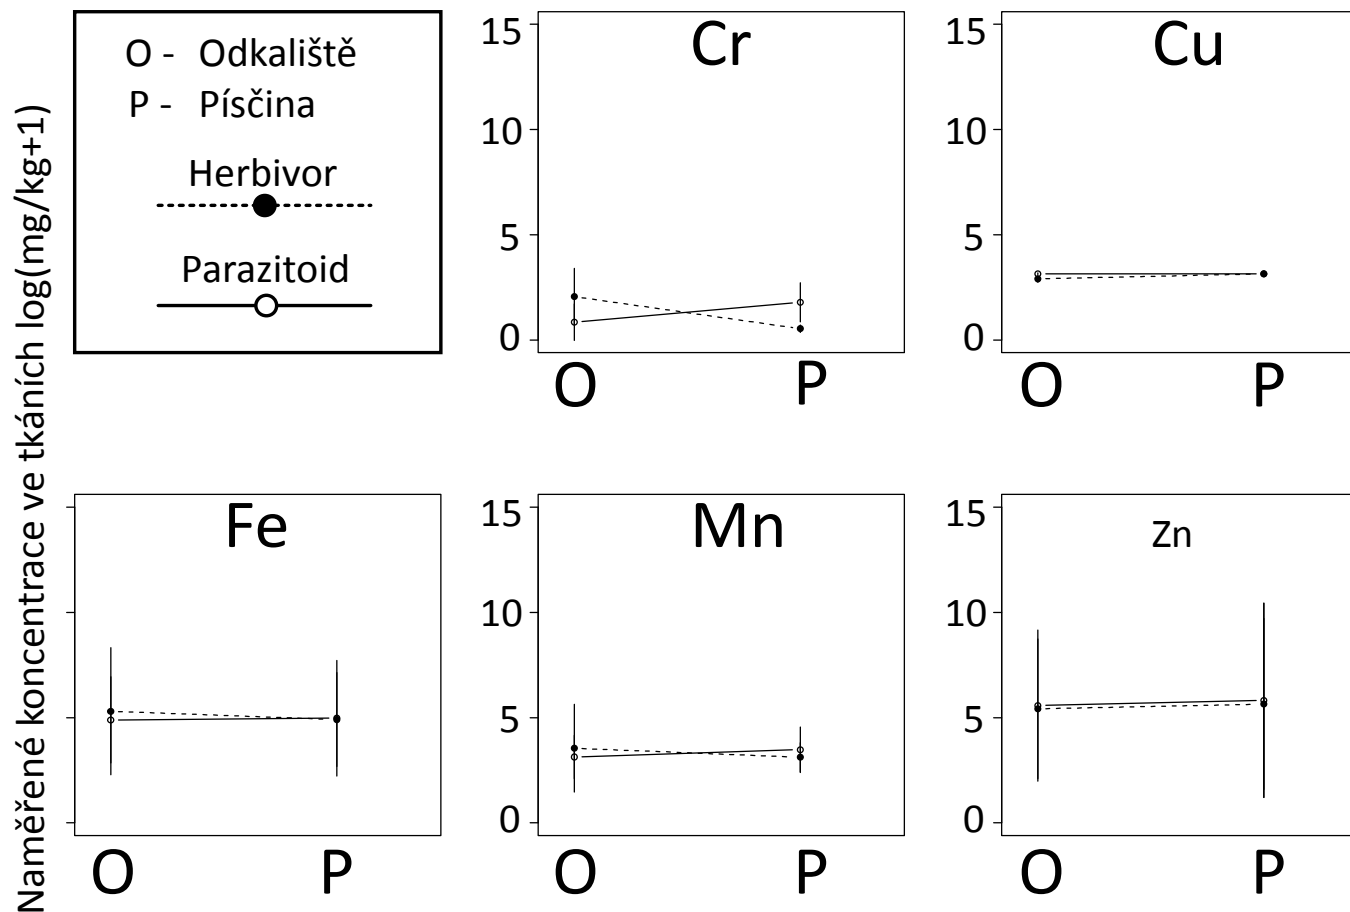 Naměřené koncentrace ve tkáních log(mg/kg+1)
O - Odkaliště
P - Písčina
Herbivor
Parazitoid
Cr
15
10
5
0
O P
Cu
15
10
5
0
O P
Fe
O P
Mn
15
10
5
0
O P
Zn
15
10
5
0
O P